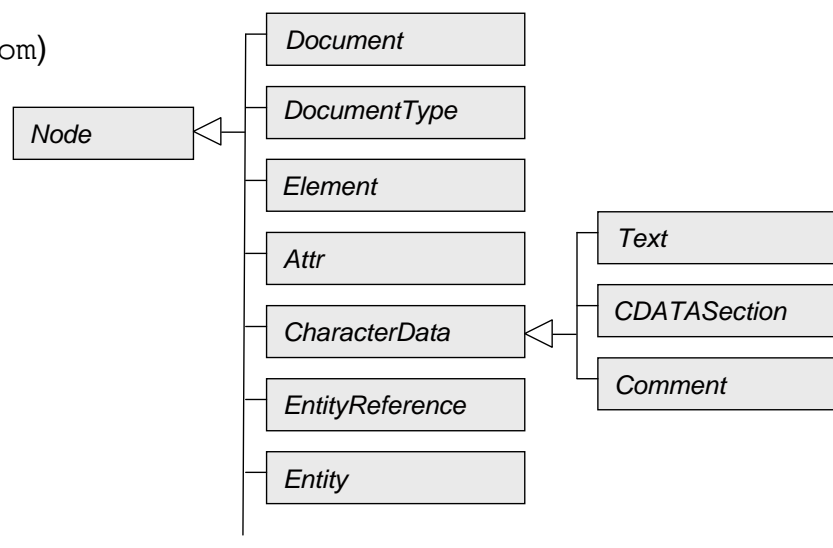 om)
Document
DocumentType
Node
Element
Attr
CharacterData
EntityReference
Entity
Text
CDATASection
Comment